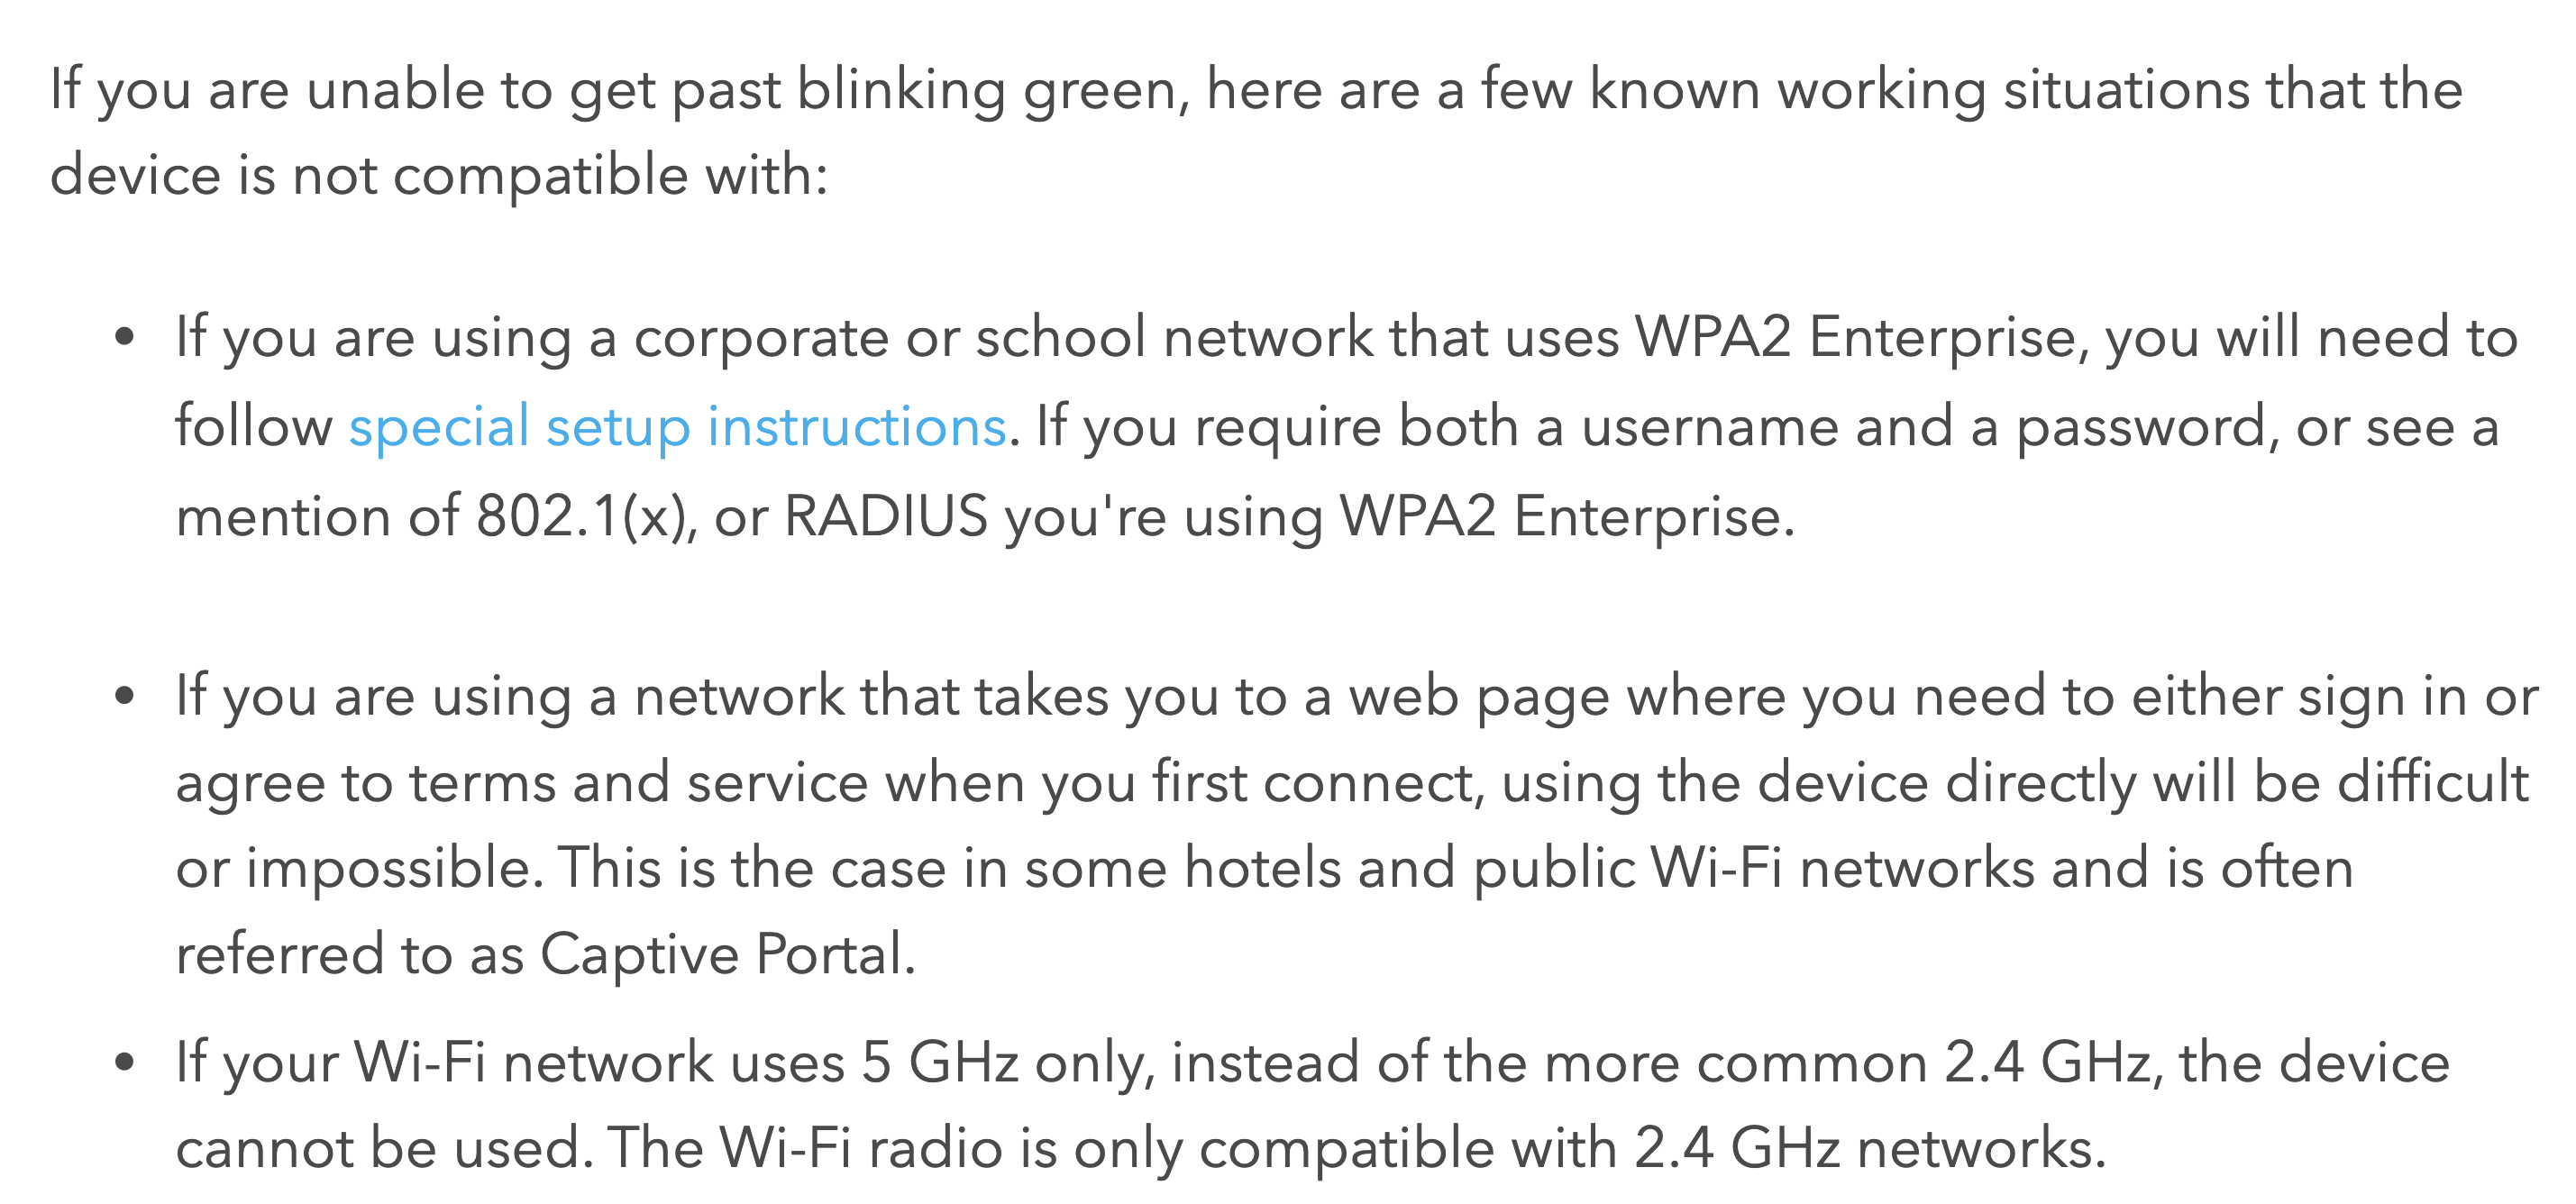 If you are unable to get past blinking green, here are a few known working situations that the
device is not compatible with:
• If you are using a corporate or school network that uses WPA2 Enterprise, you will need to
follow special setup instructions. If you require both a username and a password, or see a
mention of 802.1(x), or RADIUS you're using WPA2 Enterprise.
• If you are using a network that takes you to a web page where you need to either sign in or
agree to terms and service when you first connect, using the device directly will be difficult
or impossible. This is the case in some hotels and public Wi-Fi networks and is often
referred to as Captive Portal.
• If your Wi-Fi network uses 5 GHz only, instead of the more common 2.4 GHz, the device
cannot be used. The Wi-Fi radio is only compatible with 2.4 GHz networks.